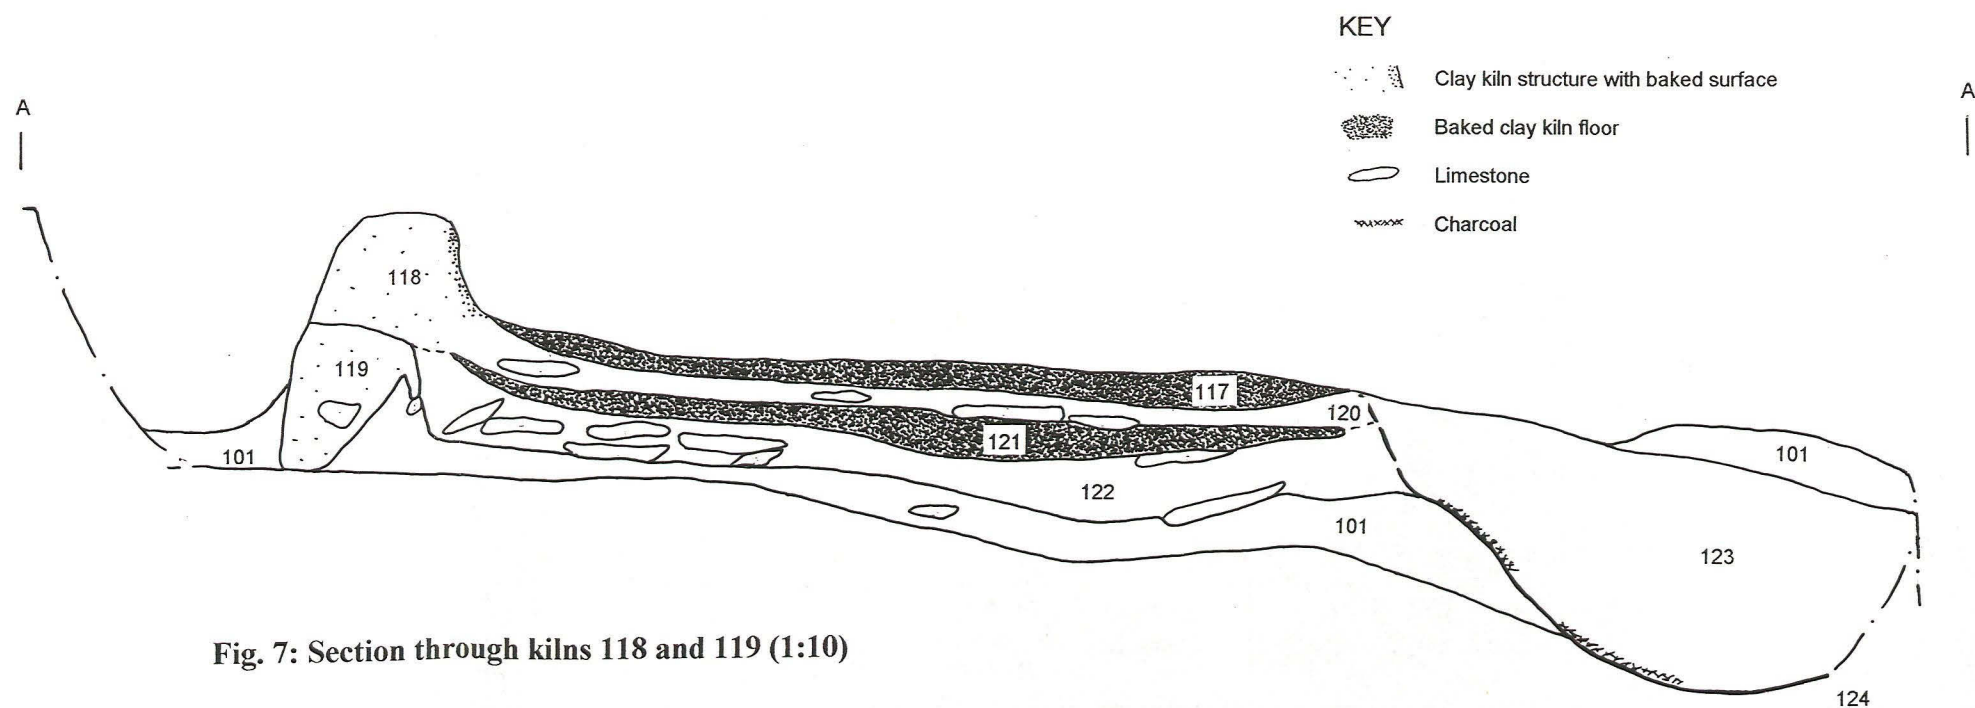 KEY
Clay kiln structure with baked surface
Baked clay kiln floor
Limestone
Charcoal
A
A
118
119
101
117
120
121
122
101
101
123
124
Fig. 7: Section through kilns 118 and 119 (1:10)